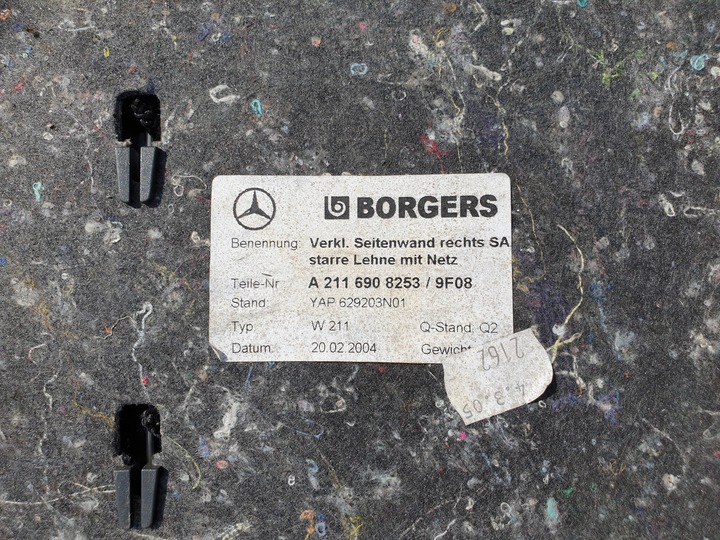 BORGERS
Benennung: Verkl. Seitenwand rechts SA
starre Lehne mit Netz
Teile-Nr A 211 690 8253 / 9F08
Stand: YAP 629203N01
Typ: W 211 Q-Stand: Q2
Datum: 20.02.2004 Gewicht
2162
4.3.05